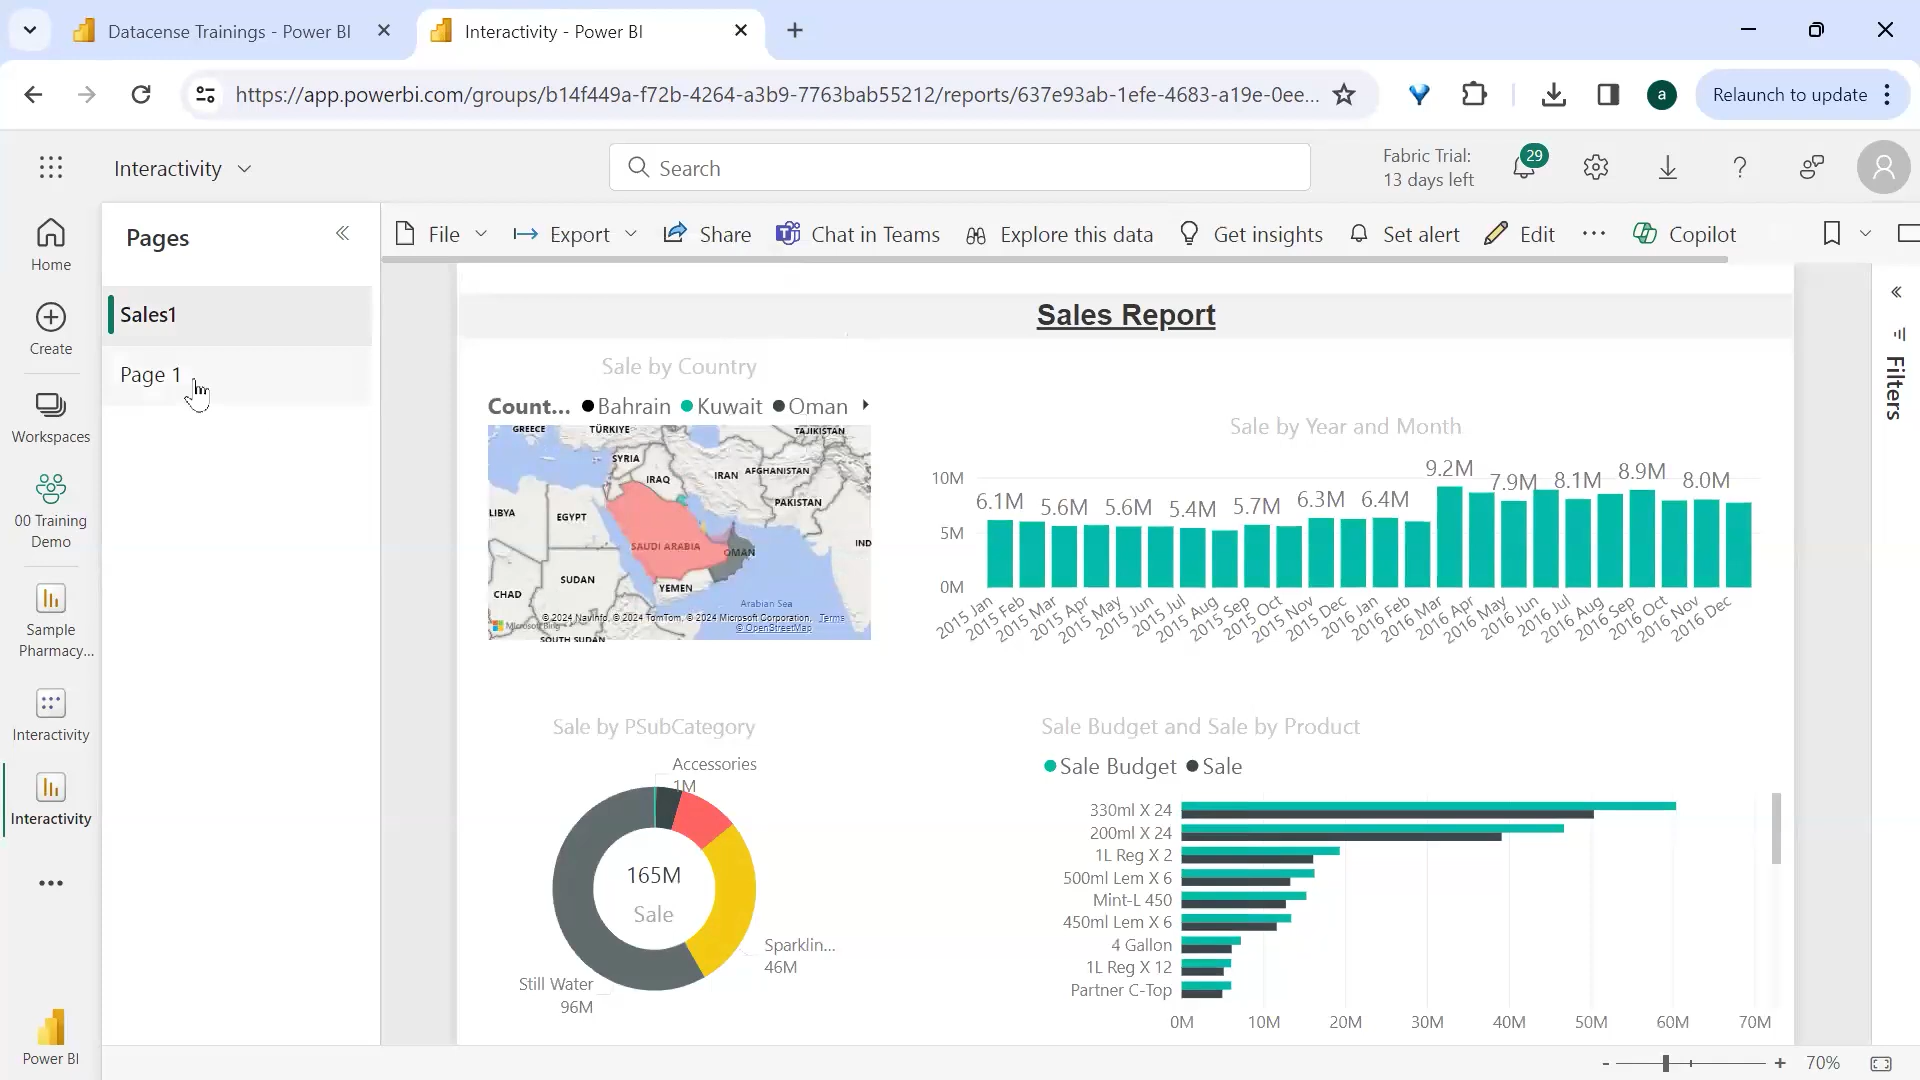 Datacense Trainings - Power BI
Interactivity - Power BI
https://app.powerbi.com/groups/b14f449a-f72b-4264-a3b9-7763bab55212/reports/637e93ab-1efe-4683-a19e-0ee...
a
Relaunch to update
Interactivity
Search
Fabric Trial:
13 days left
29
?
Home
Create
Workspaces
00 Training
Demo
Sample
Pharmacy...
Interactivity
Interactivity
Power BI
Pages
Sales1
Page 1
File
Export
Share
Chat in Teams
Explore this data
Get insights
Set alert
Edit
Copilot
Filters
Sales Report
Sale by Country
Count... Bahrain Kuwait Oman
GREECE
TÜRKIYE
TAJIKISTAN
SYRIA
IRAQ
IRAN
AFGHANISTAN
PAKISTAN
LIBYA
EGYPT
SAUDI ARABIA
OMAN
IND
CHAD
SUDAN
YEMEN
Arabian Sea
© 2024 NavInfo, © 2024 TomTom, © 2024 Microsoft Corporation, Terms
© OpenStreetMap
Microsoft Bing
SOUTH SUDAN
Sale by Year and Month
10M
5M
0M
6.1M
5.6M
5.6M
5.4M
5.7M
6.3M
6.4M
9.2M
7.9M
8.1M
8.9M
8.0M
2015 Jan
2015 Feb
2015 Mar
2015 Apr
2015 May
2015 Jun
2015 Jul
2015 Aug
2015 Sep
2015 Oct
2015 Nov
2015 Dec
2016 Jan
2016 Feb
2016 Mar
2016 Apr
2016 May
2016 Jun
2016 Jul
2016 Aug
2016 Sep
2016 Oct
2016 Nov
2016 Dec
Sale by PSubCategory
Accessories
1M
165M
Sale
Sparklin...
46M
Still Water
96M
Sale Budget and Sale by Product
Sale Budget Sale
330ml X 24
200ml X 24
1L Reg X 2
500ml Lem X 6
Mint-L 450
450ml Lem X 6
4 Gallon
1L Reg X 12
Partner C-Top
0M 10M 20M 30M 40M 50M 60M 70M
- + 70%